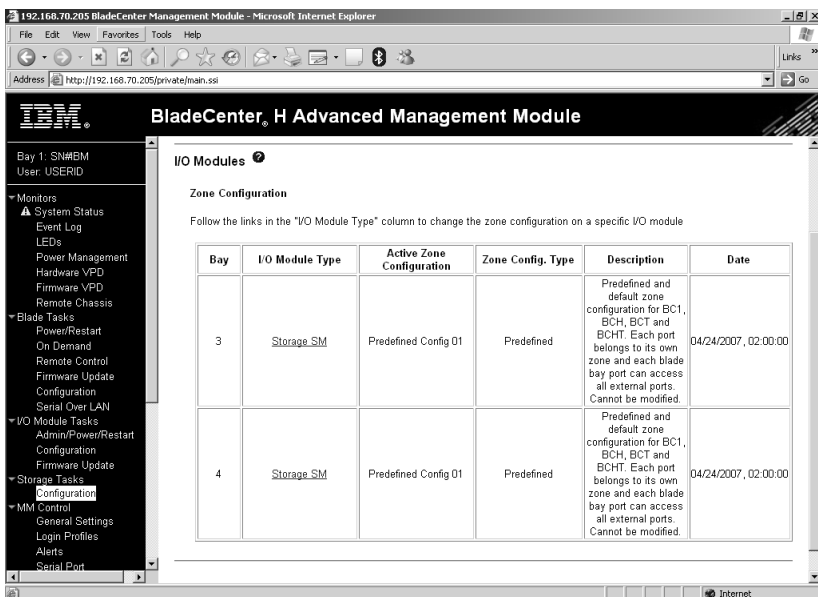 192.168.70.205 BladeCenter Management Module - Microsoft Internet Explorer
File Edit View Favorites Tools Help
Links »
Address http://192.168.70.205/private/main.ssi Go
IBM® BladeCenter® H Advanced Management Module
Bay 1: SN#IBM
User: USERID
Monitors
System Status
Event Log
LEDs
Power Management
Hardware VPD
Firmware VPD
Remote Chassis
Blade Tasks
Power/Restart
On Demand
Remote Control
Firmware Update
Configuration
Serial Over LAN
I/O Module Tasks
Admin/Power/Restart
Configuration
Firmware Update
Storage Tasks
Configuration
MM Control
General Settings
Login Profiles
Alerts
Serial Port
I/O Modules ?
Zone Configuration
Follow the links in the "I/O Module Type" column to change the zone configuration on a specific I/O module
Bay I/O Module Type Active Zone Configuration Zone Config. Type Description Date
3 Storage SM Predefined Config 01 Predefined
Predefined and
default zone
configuration for BC1,
BCH, BCT and
BCHT. Each port
belongs to its own
zone and each blade
bay port can access
all external ports.
Cannot be modified.
04/24/2007, 02:00:00
4 Storage SM Predefined Config 01 Predefined
Predefined and
default zone
configuration for BC1,
BCH, BCT and
BCHT. Each port
belongs to its own
zone and each blade
bay port can access
all external ports.
Cannot be modified.
04/24/2007, 02:00:00
Internet